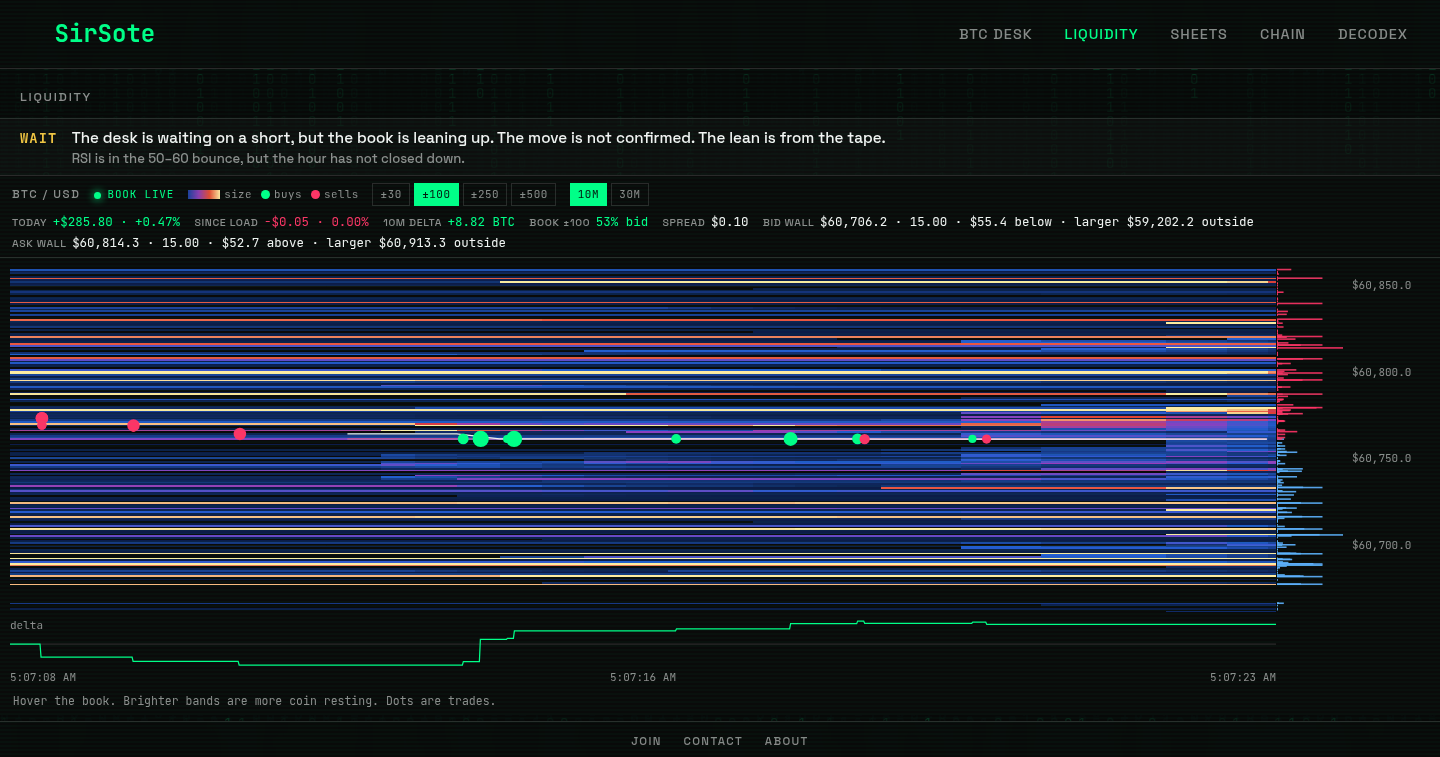 SirSote
BTC DESK LIQUIDITY SHEETS CHAIN DECODEX
LIQUIDITY
WAIT The desk is waiting on a short, but the book is leaning up. The move is not confirmed. The lean is from the tape.
RSI is in the 50–60 bounce, but the hour has not closed down.
BTC / USD BOOK LIVE size buys sells ±30 ±100 ±250 ±500 10M 30M
TODAY +$285.80 · +0.47% SINCE LOAD -$0.05 · 0.00% 10M DELTA +8.82 BTC BOOK ±100 53% bid SPREAD $0.10 BID WALL $60,706.2 · 15.00 · $55.4 below · larger $59,202.2 outside
ASK WALL $60,814.3 · 15.00 · $52.7 above · larger $60,913.3 outside
$60,850.0
$60,800.0
$60,750.0
$60,700.0
delta
5:07:08 AM 5:07:16 AM 5:07:23 AM
Hover the book. Brighter bands are more coin resting. Dots are trades.
JOIN CONTACT ABOUT